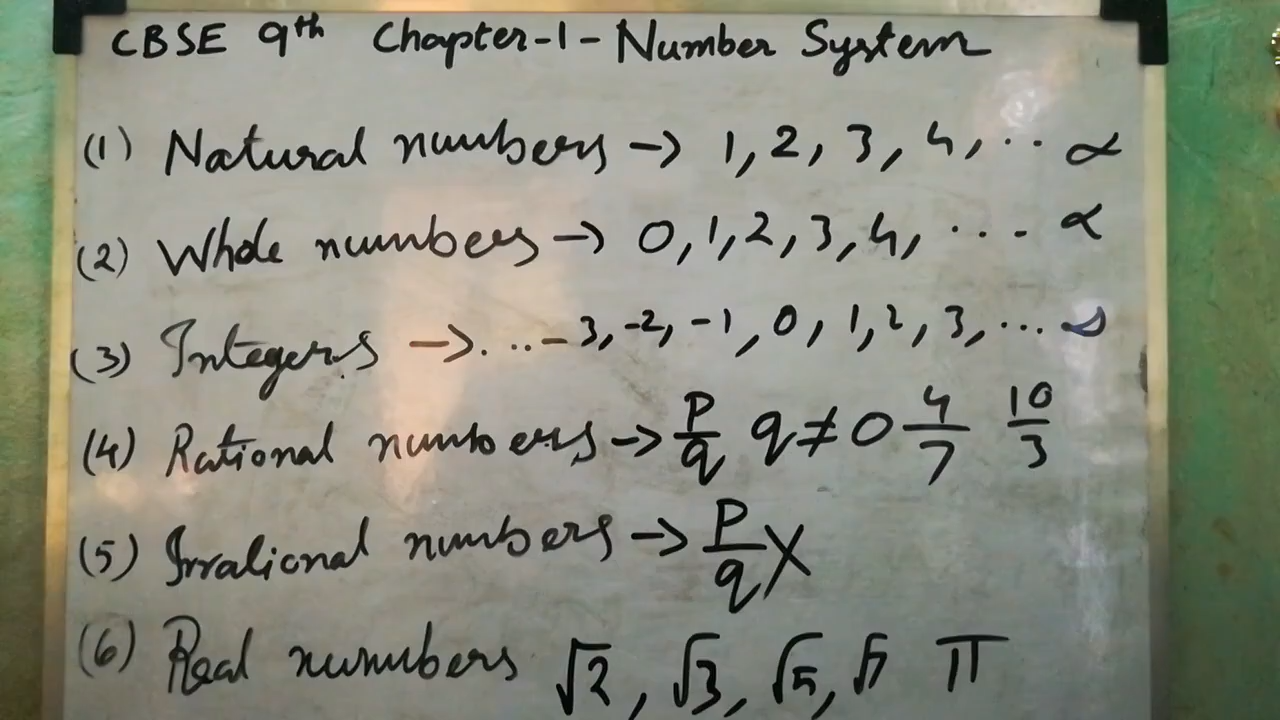 CBSE 9th Chapter-1-Number System
(1) Natural numbers → 1, 2, 3, 4, ·· ∝
(2) Whole numbers → 0, 1, 2, 3, 4, ···· ∝
(3) Integers → ...-3, -2, -1, 0, 1, 2, 3, ... ∝
(4) Rational numbers → p/q q ≠ 0 4/7 10/3
(5) Irrational numbers → p/q X
(6) Real numbers √2, √3, √5, √7 π